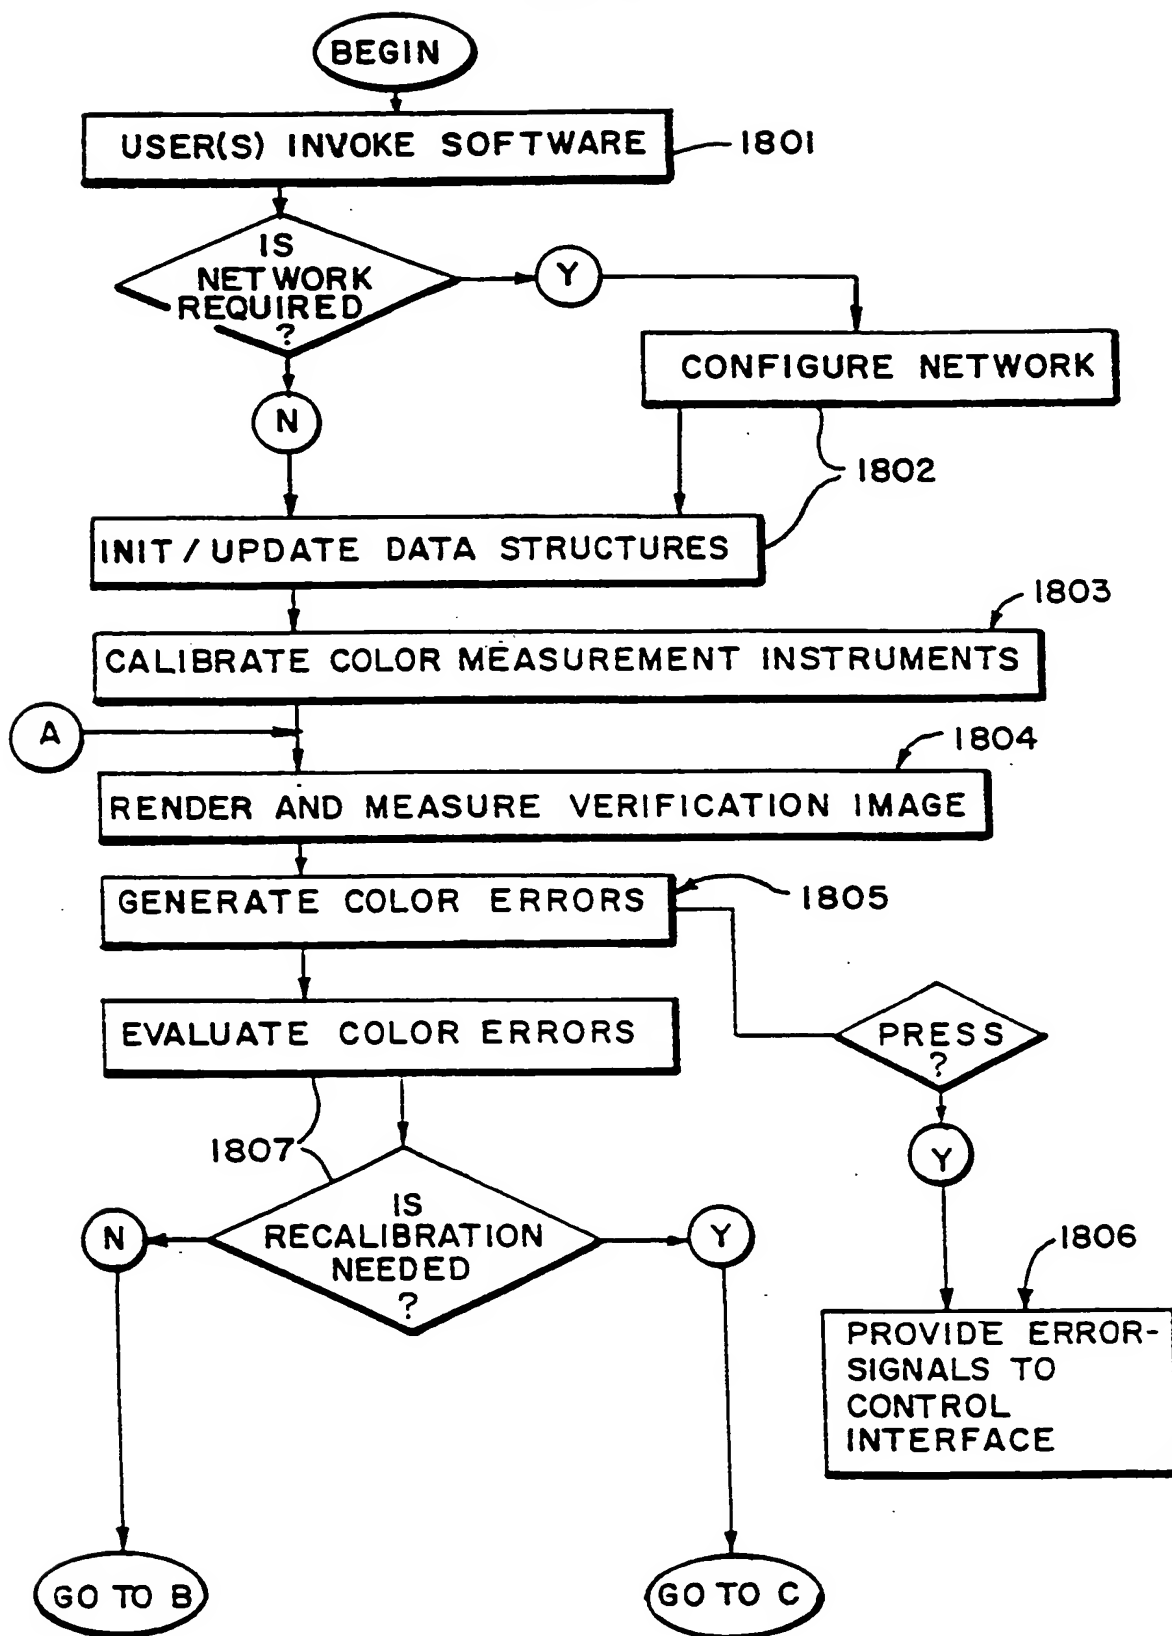 BEGIN
USER(S) INVOKE SOFTWARE
1801
IS
NETWORK
REQUIRED
?
Y
CONFIGURE NETWORK
N
1802
INIT / UPDATE DATA STRUCTURES
1803
CALIBRATE COLOR MEASUREMENT INSTRUMENTS
A
1804
RENDER AND MEASURE VERIFICATION IMAGE
GENERATE COLOR ERRORS
1805
EVALUATE COLOR ERRORS
PRESS
?
1807
Y
IS
RECALIBRATION
NEEDED
?
N
Y
1806
PROVIDE ERROR-
SIGNALS TO
CONTROL
INTERFACE
GO TO B
GO TO C